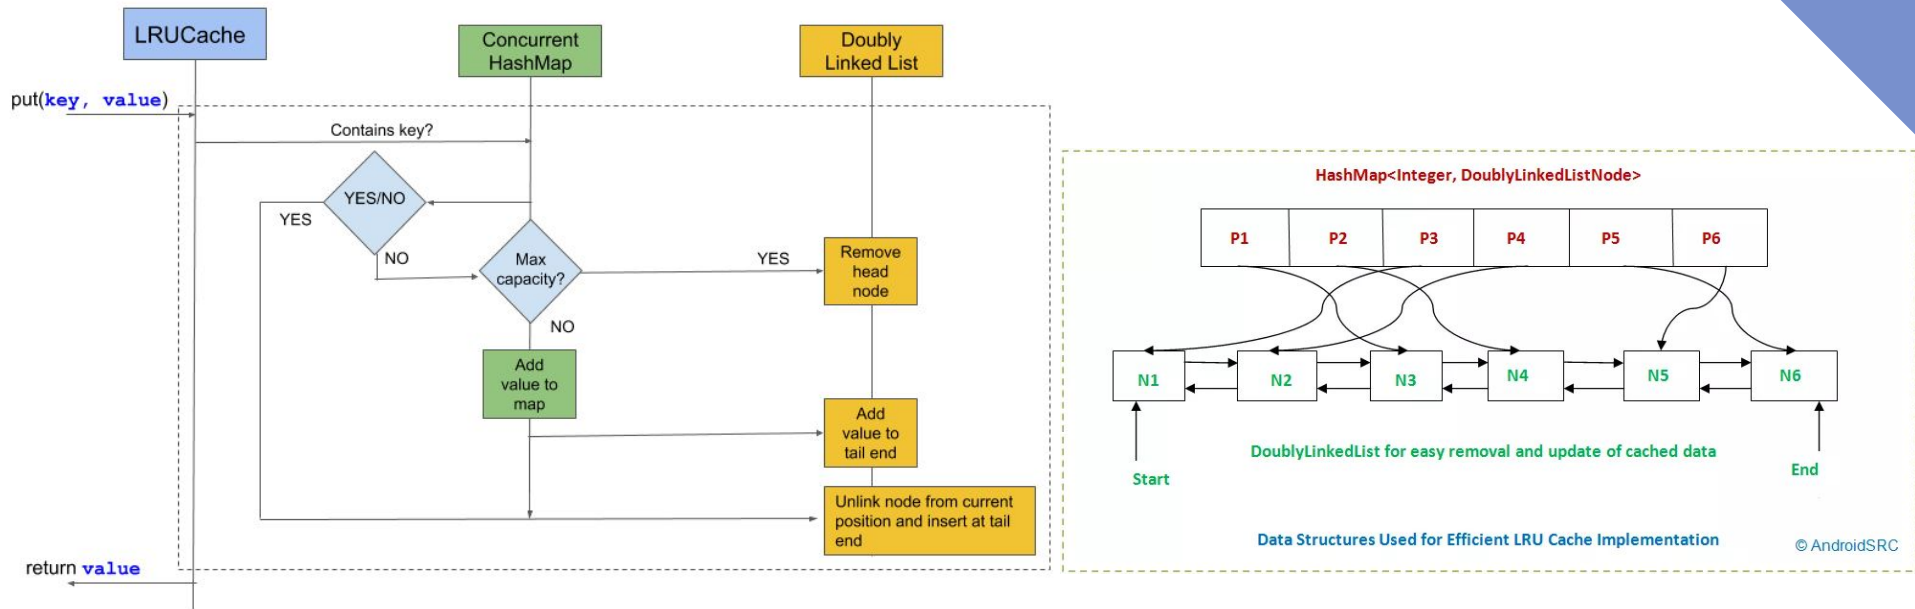 LRUCache
Concurrent
HashMap
Doubly
Linked List
put(key, value)
Contains key?
YES/NO
YES
NO
Max
capacity?
YES
Remove
head
node
NO
Add
value to
map
Add
value to
tail end
Unlink node from current
position and insert at tail
end
return value
HashMap<Integer, DoublyLinkedListNode>
P1 P2 P3 P4 P5 P6
N1 N2 N3 N4 N5 N6
DoublyLinkedList for easy removal and update of cached data
Start
End
Data Structures Used for Efficient LRU Cache Implementation
© AndroidSRC